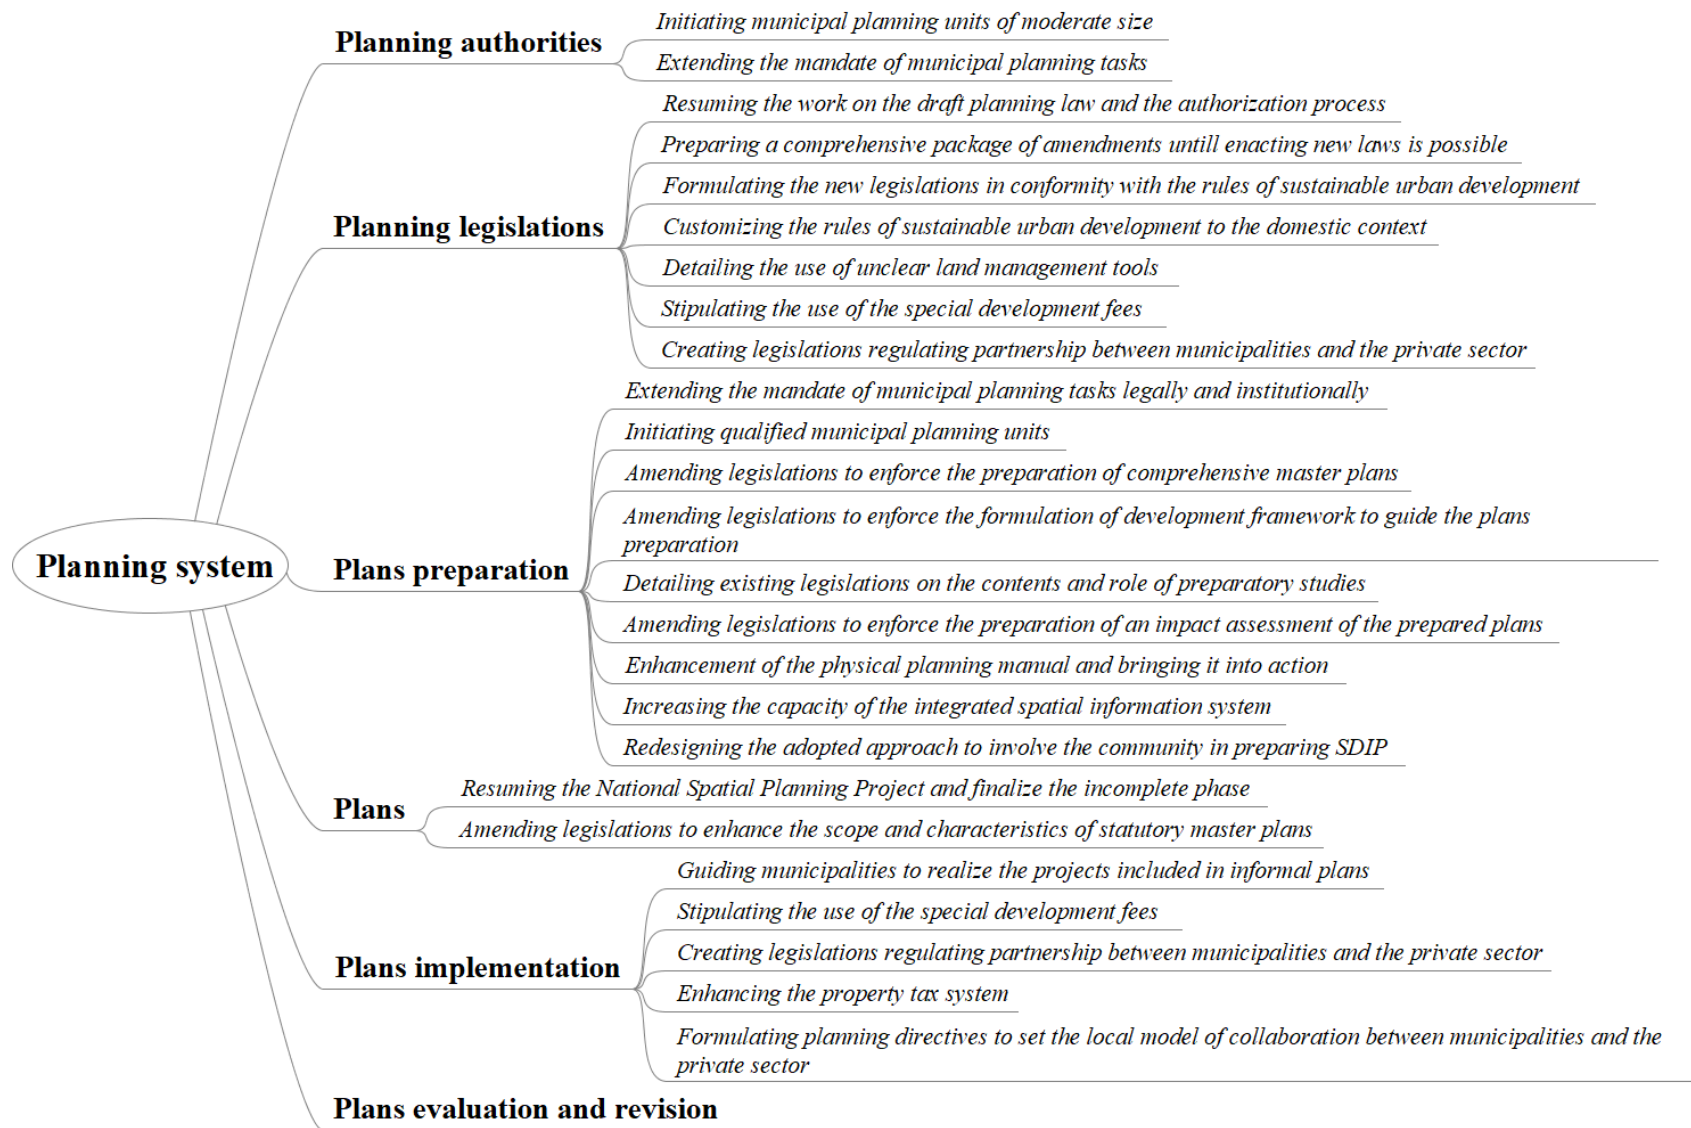 Planning system
Planning authorities
Initiating municipal planning units of moderate size
Extending the mandate of municipal planning tasks
Planning legislations
Resuming the work on the draft planning law and the authorization process
Preparing a comprehensive package of amendments untill enacting new laws is possible
Formulating the new legislations in conformity with the rules of sustainable urban development
Customizing the rules of sustainable urban development to the domestic context
Detailing the use of unclear land management tools
Stipulating the use of the special development fees
Creating legislations regulating partnership between municipalities and the private sector
Plans preparation
Extending the mandate of municipal planning tasks legally and institutionally
Initiating qualified municipal planning units
Amending legislations to enforce the preparation of comprehensive master plans
Amending legislations to enforce the formulation of development framework to guide the plans
preparation
Detailing existing legislations on the contents and role of preparatory studies
Amending legislations to enforce the preparation of an impact assessment of the prepared plans
Enhancement of the physical planning manual and bringing it into action
Increasing the capacity of the integrated spatial information system
Redesigning the adopted approach to involve the community in preparing SDIP
Plans
Resuming the National Spatial Planning Project and finalize the incomplete phase
Amending legislations to enhance the scope and characteristics of statutory master plans
Plans implementation
Guiding municipalities to realize the projects included in informal plans
Stipulating the use of the special development fees
Creating legislations regulating partnership between municipalities and the private sector
Enhancing the property tax system
Formulating planning directives to set the local model of collaboration between municipalities and the
private sector
Plans evaluation and revision